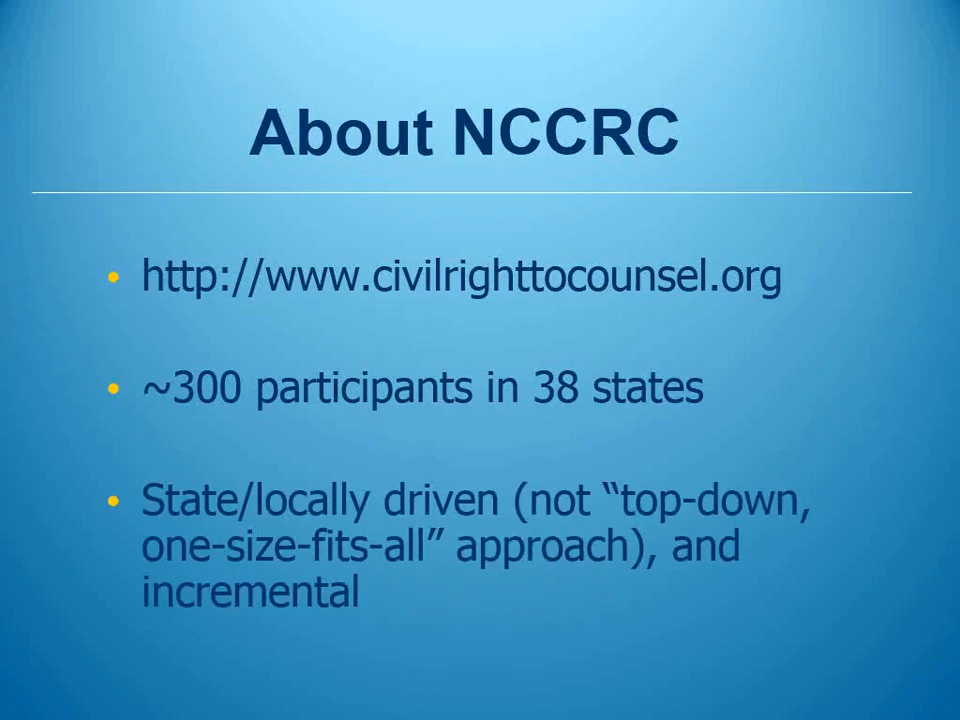 About NCCRC
• http://www.civilrighttocounsel.org
• ~300 participants in 38 states
• State/locally driven (not “top-down,
one-size-fits-all” approach), and
incremental